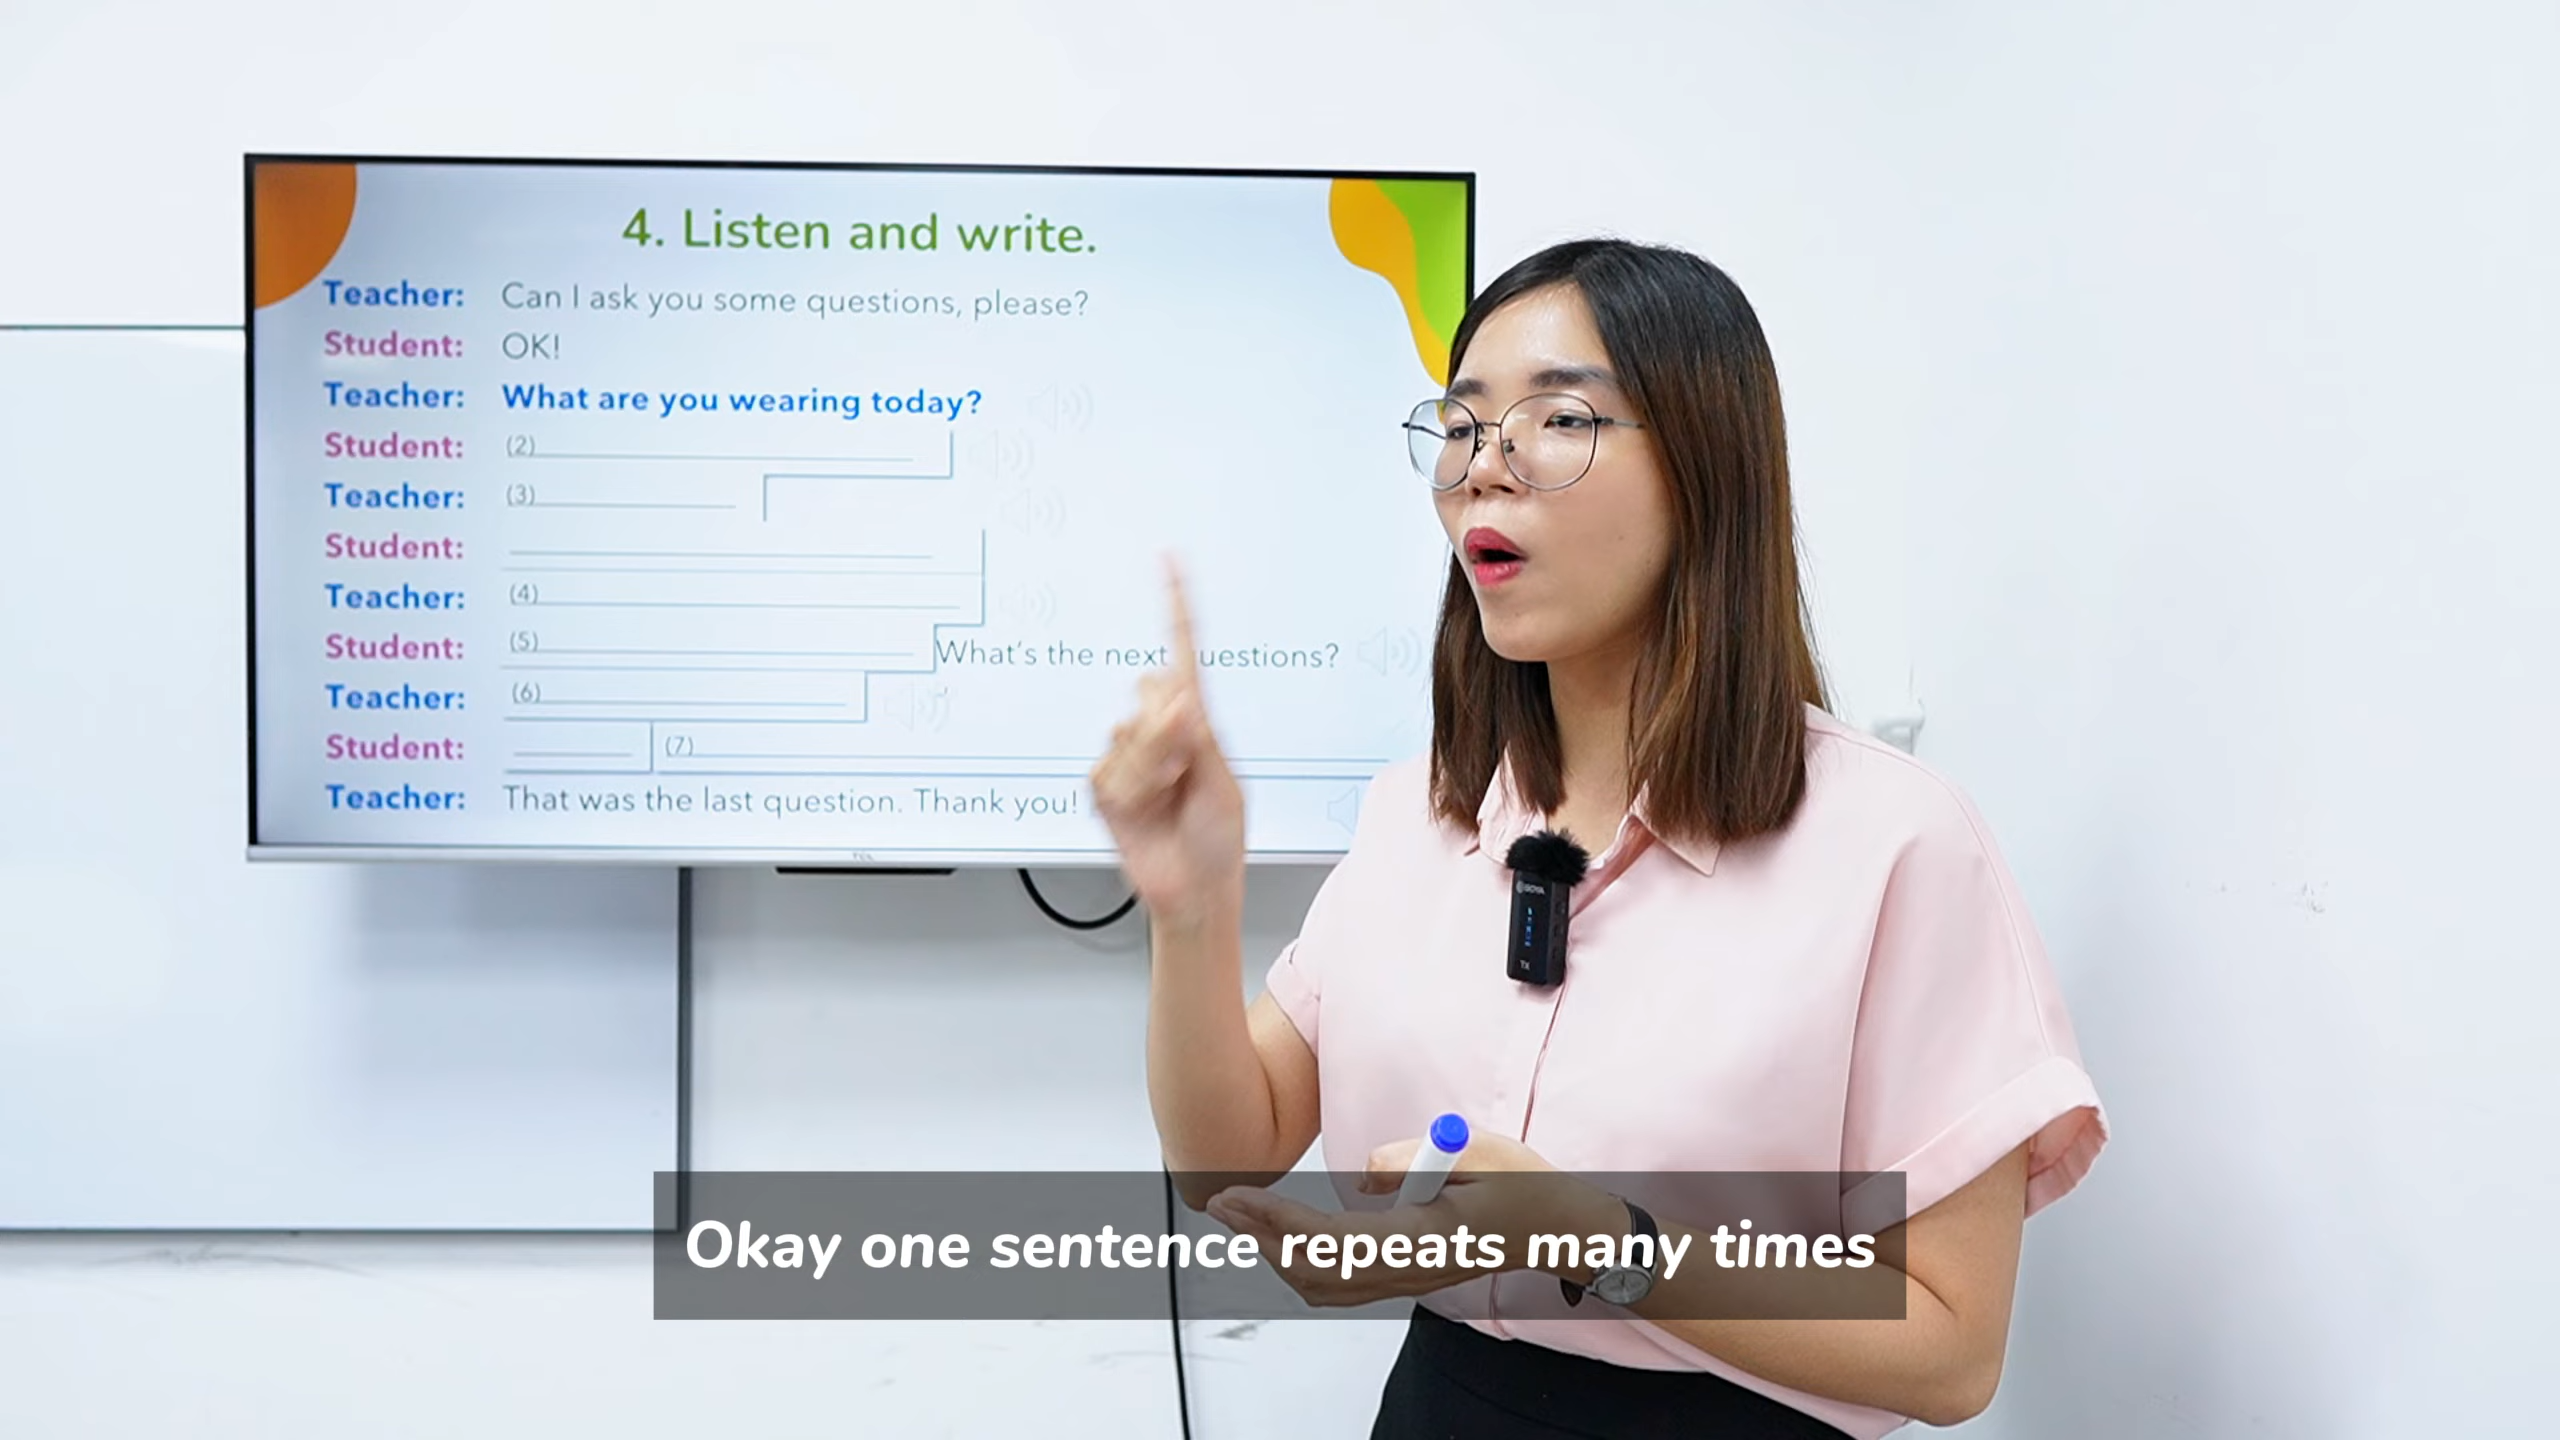 4. Listen and write.
Teacher: Can I ask you some questions, please?
Student: OK!
Teacher: What are you wearing today?
Student: (2)
Teacher: (3)
Student:
Teacher: (4)
Student: (5) What's the next uestions?
Teacher: (6)
Student: (7)
Teacher: That was the last question. Thank you!
TX
Okay one sentence repeats many times